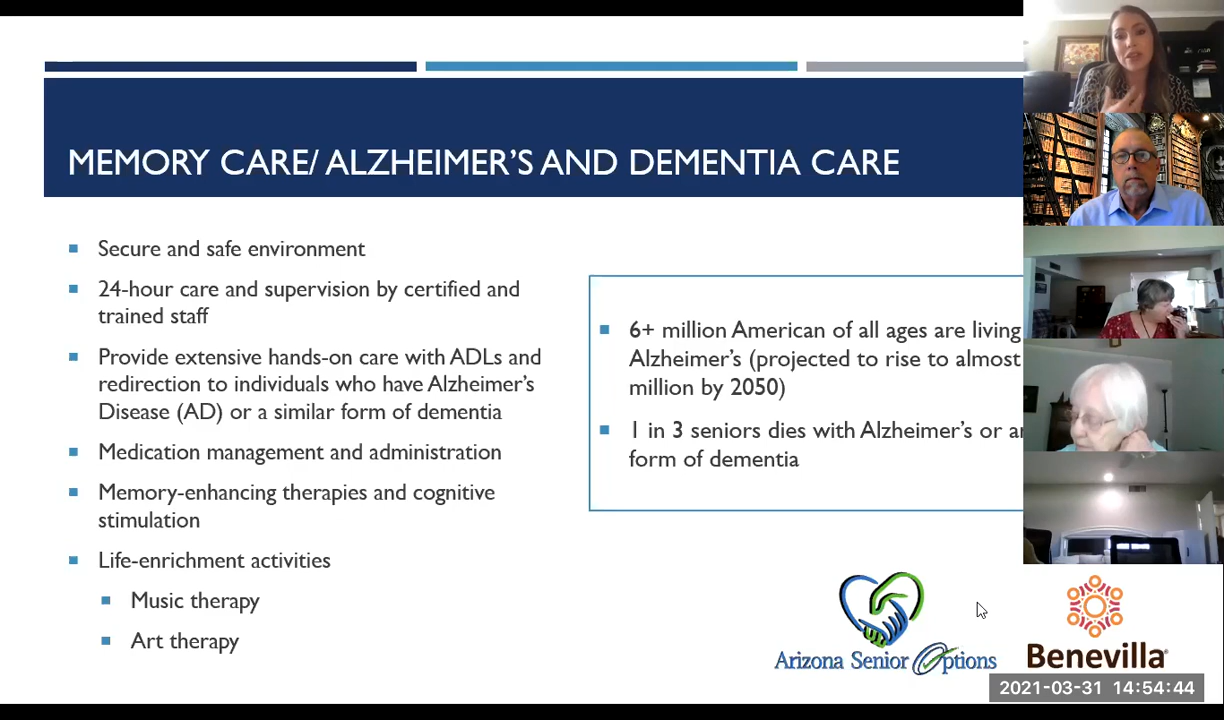 MEMORY CARE/ ALZHEIMER'S AND DEMENTIA CARE
Secure and safe environment
24-hour care and supervision by certified and
trained staff
Provide extensive hands-on care with ADLs and
redirection to individuals who have Alzheimer's
Disease (AD) or a similar form of dementia
Medication management and administration
Memory-enhancing therapies and cognitive
stimulation
Life-enrichment activities
Music therapy
Art therapy
6+ million American of all ages are living
Alzheimer's (projected to rise to almost
million by 2050)
1 in 3 seniors dies with Alzheimer's or
form of dementia
Arizona Senior Options
Benevilla
2021-03-31 14:54:44